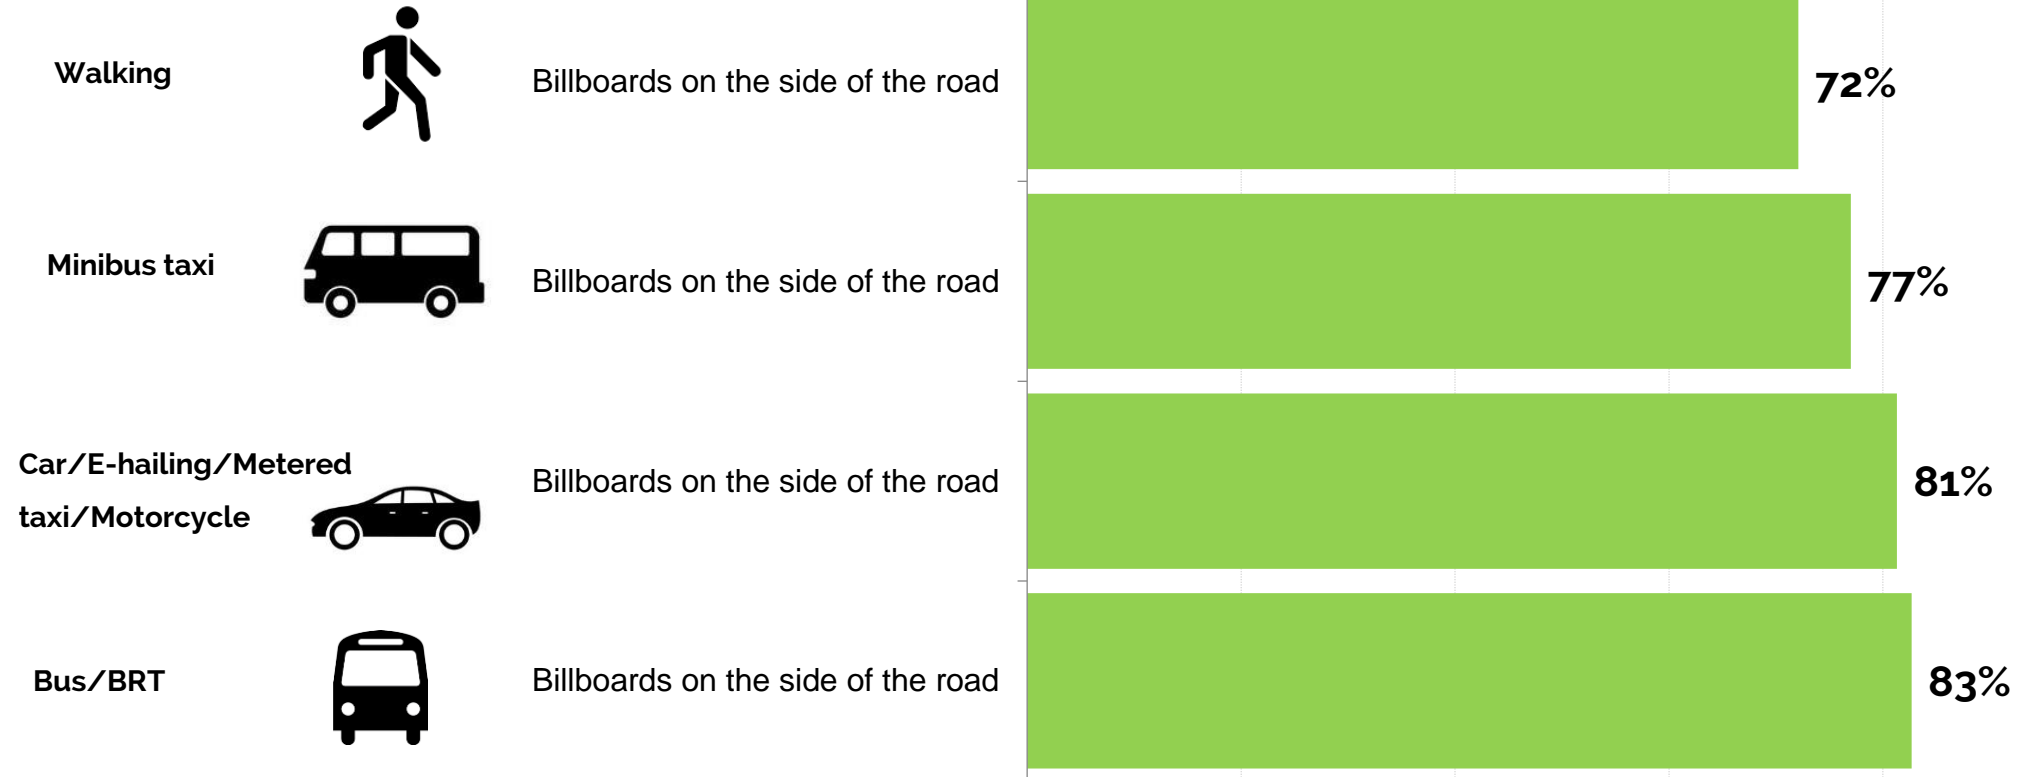 Walking
Billboards on the side of the road
72%
Minibus taxi
Billboards on the side of the road
77%
Car/E-hailing/Metered
taxi/Motorcycle
Billboards on the side of the road
81%
Bus/BRT
Billboards on the side of the road
83%